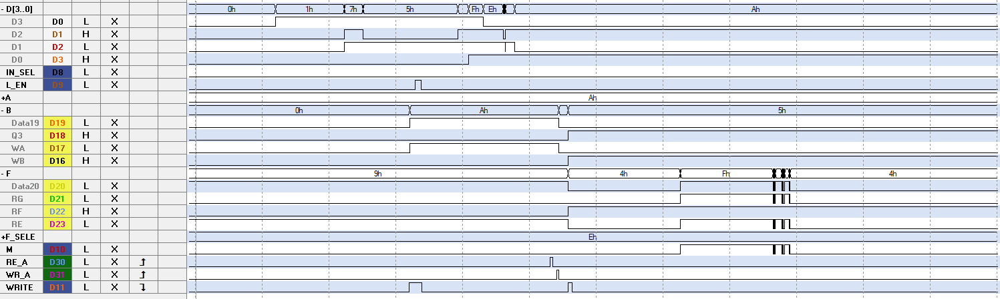 - D[3..0] 0h 1h 7h 5h Fh Eh Ah
D3 D0 L X
D2 D1 H X
D1 D2 L X
D0 D3 H X
IN_SEL D8 L X
L_EN D9 L X
+A Ah
- B 0h Ah 5h
Data19 D19 L X
Q3 D18 H X
WA D17 L X
WB D16 H X
- F 9h 4h Fh 4h
Data20 D20 L X
RG D21 L X
RF D22 H X
RE D23 L X
+F_SELE Eh
M D10 L X
RE_A D30 L X
WR_A D31 L X
WRITE D11 L X